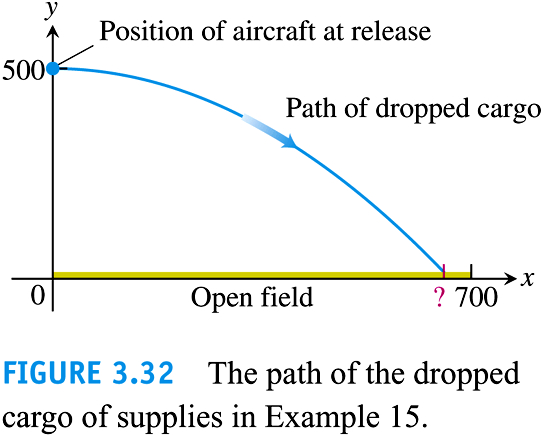 y
Position of aircraft at release
500
Path of dropped cargo
x
0 Open field ? 700
FIGURE 3.32 The path of the dropped
cargo of supplies in Example 15.